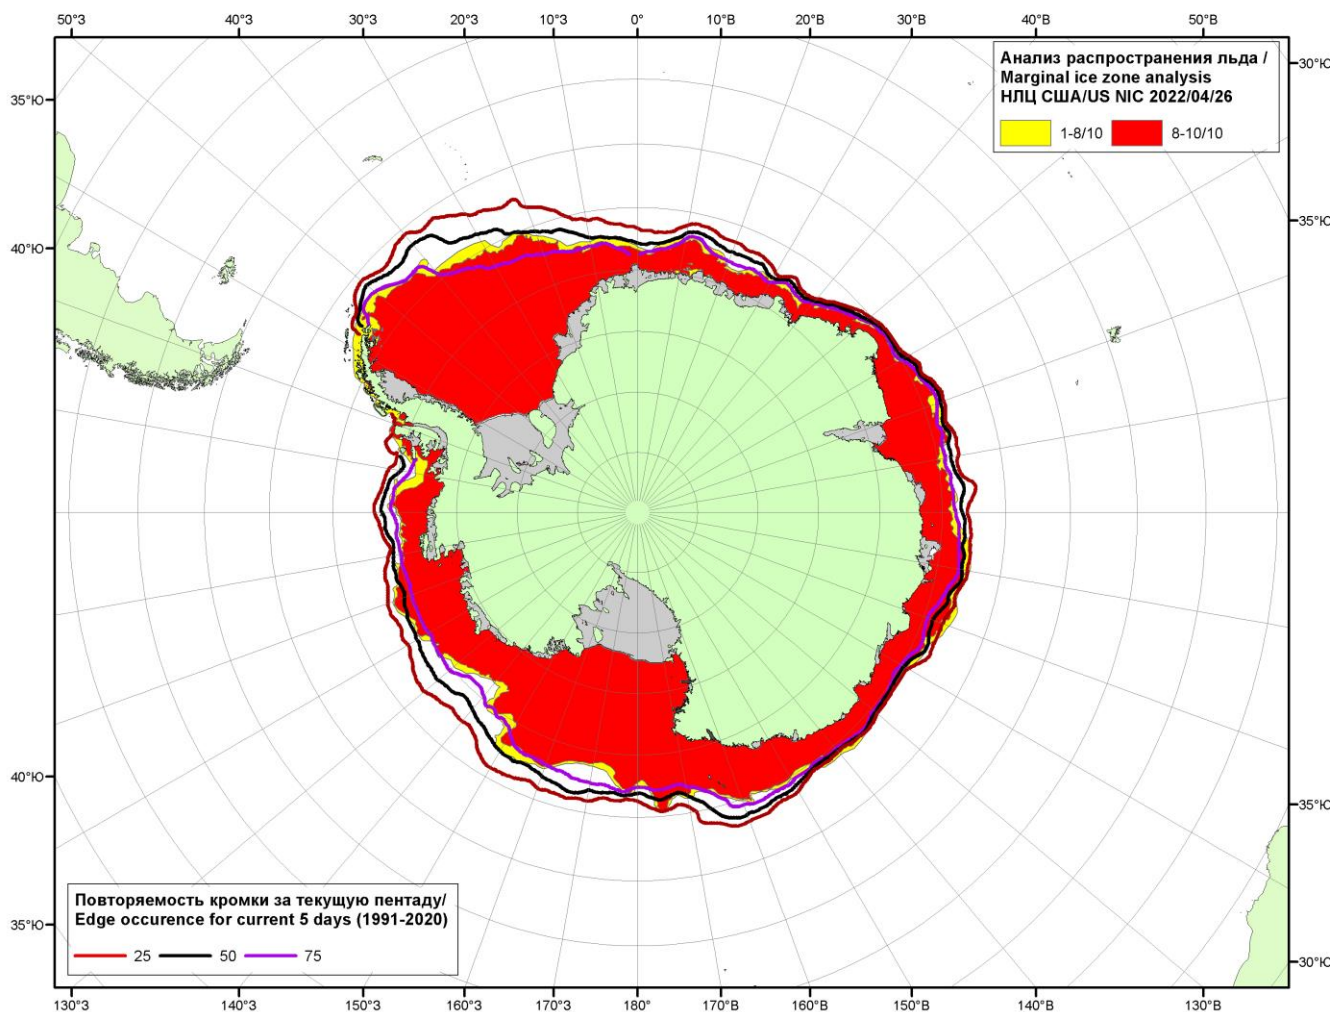 50°З 40°З 30°З 20°З 10°З 0° 10°В 20°В 30°В 40°В 50°В
Анализ распространения льда /
Marginal ice zone analysis
НЛЦ США/US NIC 2022/04/26
1-8/10 8-10/10
30°Ю
35°Ю
35°Ю
40°Ю
40°Ю
35°Ю
35°Ю
30°Ю
Повторяемость кромки за текущую пентаду/
Edge occurence for current 5 days (1991-2020)
25 50 75
130°З 140°З 150°З 160°З 170°З 180° 170°В 160°В 150°В 140°В 130°В